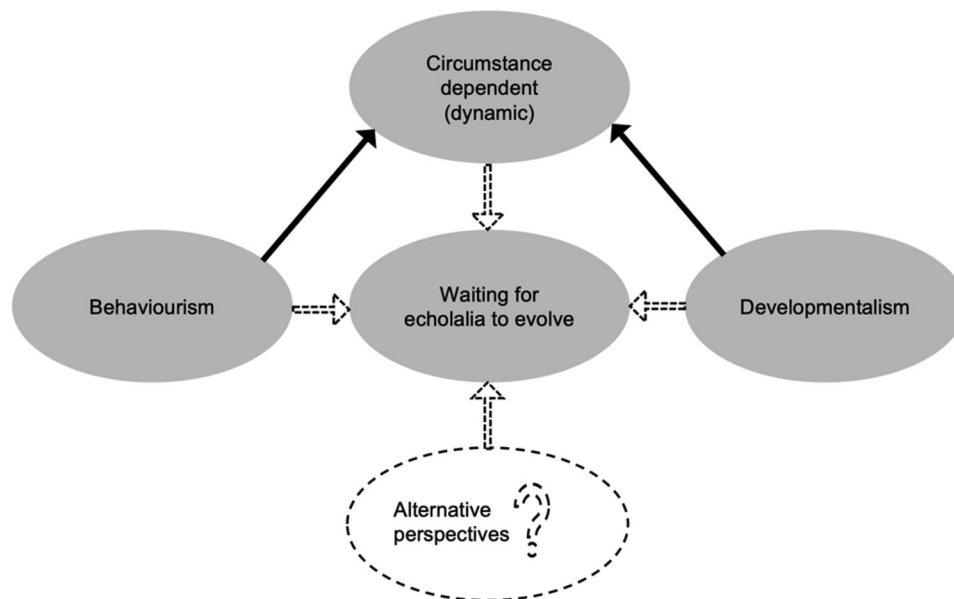 Circumstance
dependent
(dynamic)
Behaviourism
Waiting for
echolalia to evolve
Developmentalism
Alternative
perspectives
?